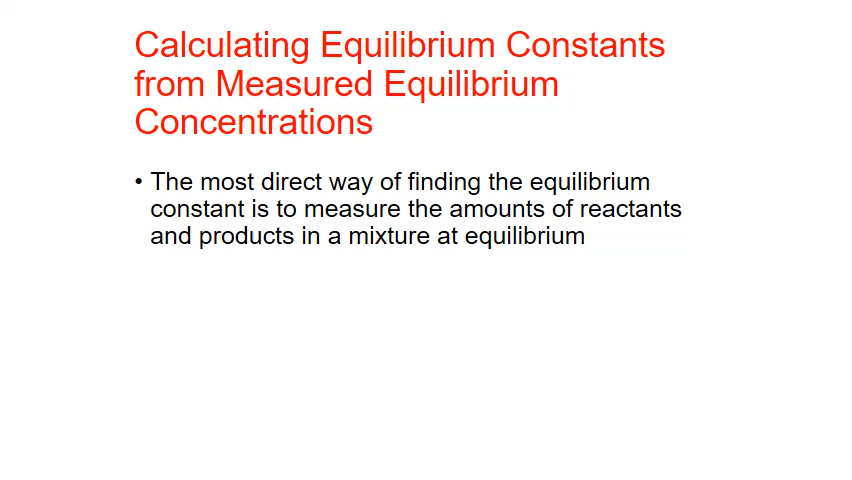 Calculating Equilibrium Constants
from Measured Equilibrium
Concentrations
• The most direct way of finding the equilibrium
constant is to measure the amounts of reactants
and products in a mixture at equilibrium